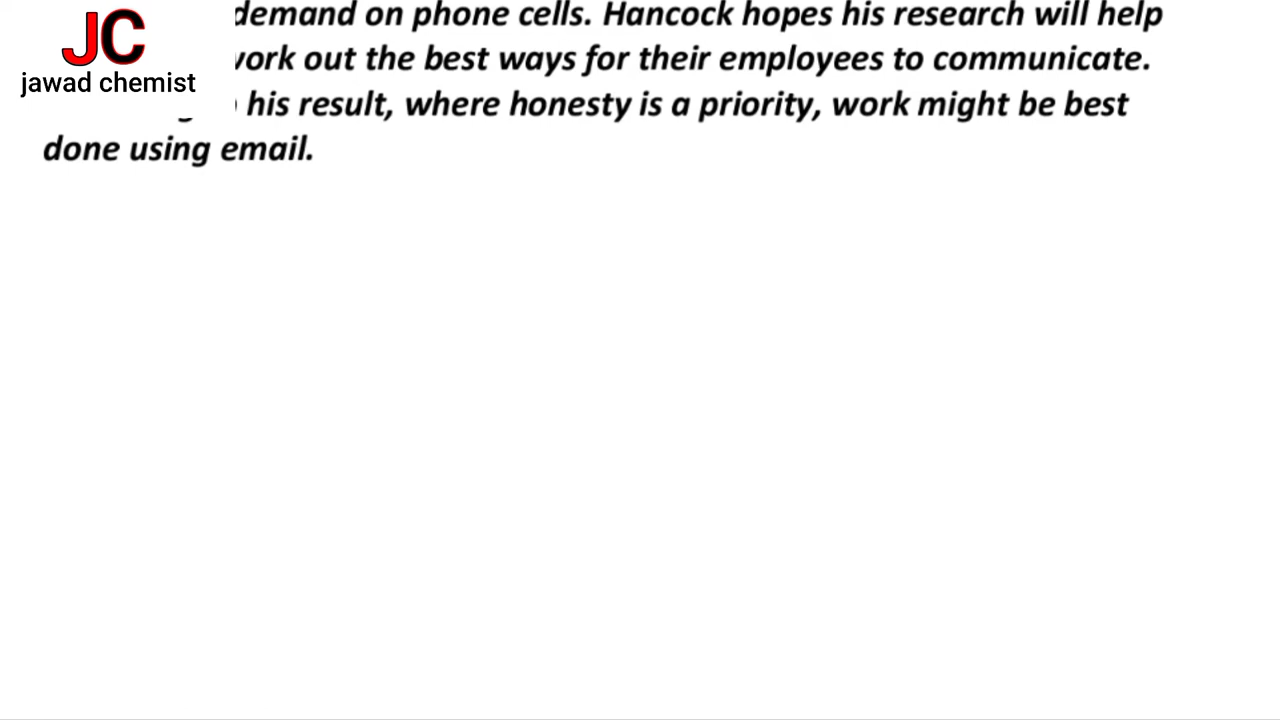 JC
jawad chemist
demand on phone cells. Hancock hopes his research will help
work out the best ways for their employees to communicate.
his result, where honesty is a priority, work might be best
done using email.